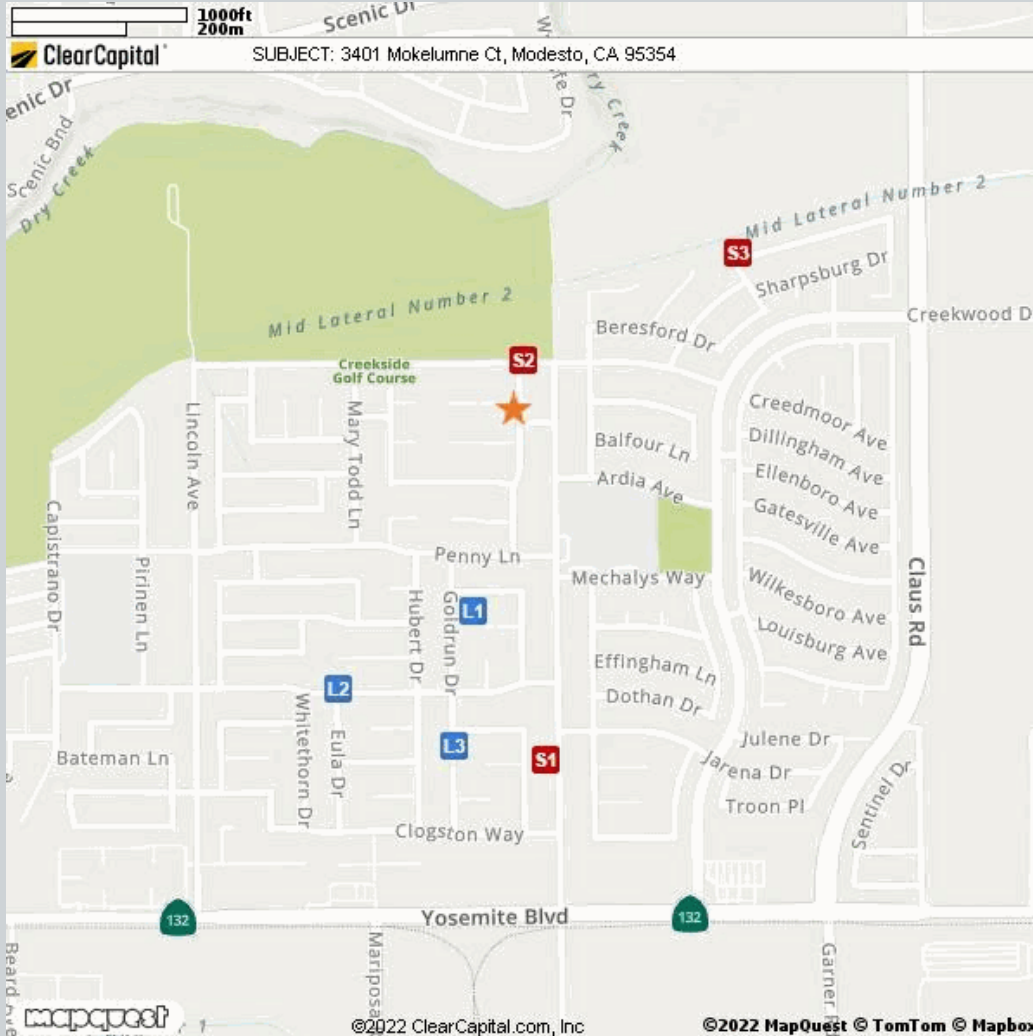 1000ft
200m
Scenic Dr
ClearCapital
SUBJECT: 3401 Mokelumne Ct, Modesto, CA 95354
enic Dr
fe Dr
ry Creek
Scenic Bnd
Dry Creek
Mid Lateral Number 2
S3
Sharpsburg Dr
Mid Lateral Number 2
Creekwood D
Beresford Dr
S2
Creekside
Golf Course
Lincoln Ave
Mary Todd Ln
Creedmoor Ave
Balfour Ln
Dillingham Ave
Ardia Ave
Ellenboro Ave
Gatesville Ave
Capistrano Dr
Pirinen Ln
Penny Ln
Mechalys Way
Claus Rd
Hubert Dr
Goldrun Dr
L1
Wilkesboro Ave
Louisburg Ave
Effingham Ln
L2
Dothan Dr
Whitethorn Dr
Eula Dr
L3
S1
Bateman Ln
Julene Dr
Jarena Dr
Troon Pl
Sentinel Dr
Clogston Way
132
Yosemite Blvd
132
Mariposa
Garner R
mapquest
©2022 ClearCapital.com, Inc
©2022 MapQuest © TomTom © Mapbox